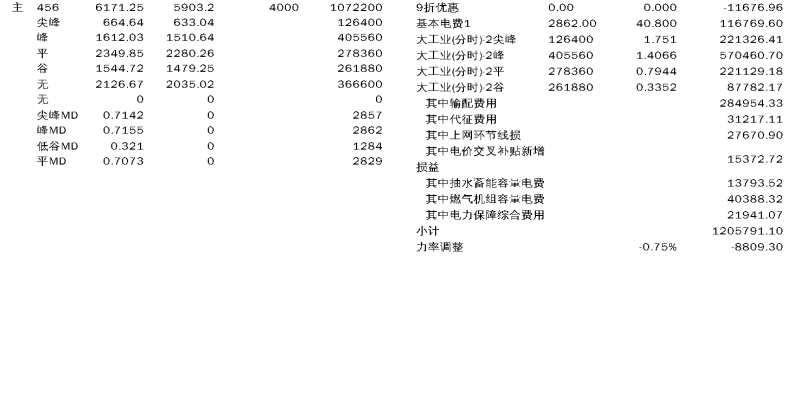 主 456 6171.25 5903.2 4000 1072200
尖峰 664.64 633.04 126400
峰 1612.03 1510.64 405560
平 2349.85 2280.26 278360
谷 1544.72 1479.25 261880
无 2126.67 2035.02 366600
无 0 0 0
尖峰MD 0.7142 0 2857
峰MD 0.7155 0 2862
低谷MD 0.321 0 1284
平MD 0.7073 0 2829
9折优惠 0.00 0.000 -11676.96
基本电费1 2862.00 40.800 116769.60
大工业(分时)-2尖峰 126400 1.751 221326.41
大工业(分时)-2峰 405560 1.4066 570460.70
大工业(分时)-2平 278360 0.7944 221129.18
大工业(分时)-2谷 261880 0.3352 87782.17
其中输配费用 284954.33
其中代征费用 31217.11
其中上网环节线损 27670.90
其中电价交叉补贴新增
损益 15372.72
其中抽水蓄能容量电费 13793.52
其中燃气机组容量电费 40388.32
其中电力保障综合费用 21941.07
小计 1205791.10
力率调整 -0.75% -8809.30